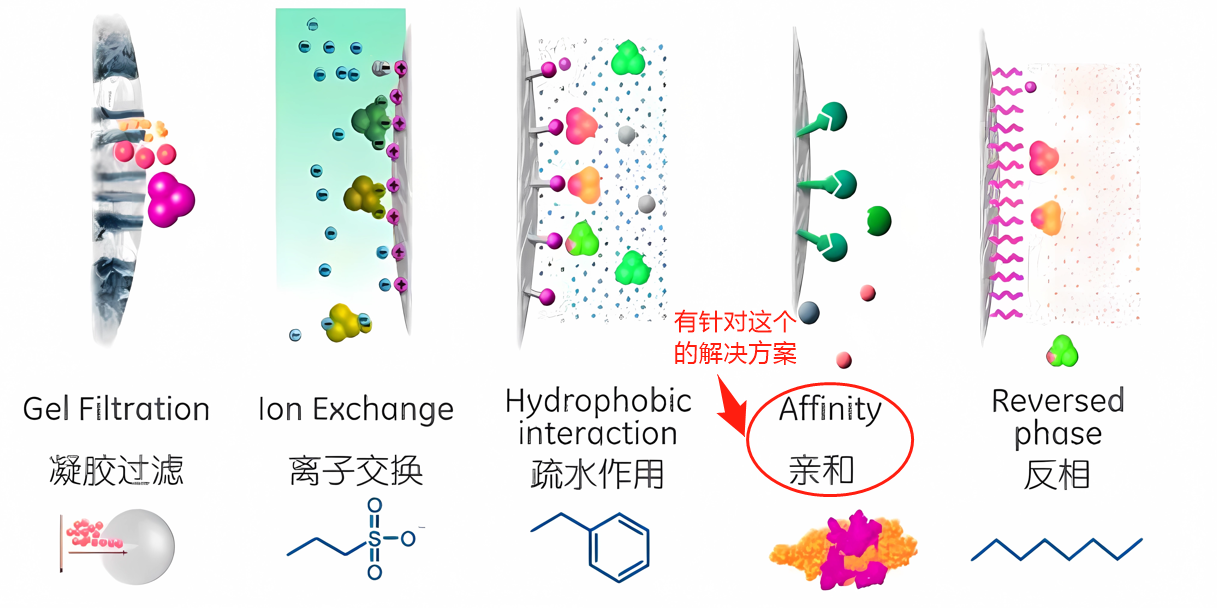 有针对这个
的解决方案
Gel Filtration
凝胶过滤
Ion Exchange
离子交换
Hydrophobic
interaction
疏水作用
Affinity
亲和
Reversed
phase
反相
O
S
O
-
O